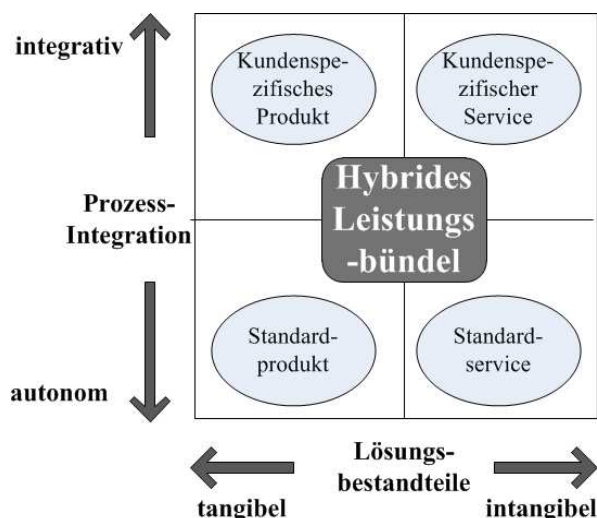 integrativ
Kundenspe-
zifisches
Produkt
Kundenspe-
zifischer
Service
Prozess-
Integration
Hybrides
Leistungs
-bündel
Standard-
produkt
Standard-
service
autonom
Lösungs-
bestandteile
tangibel
intangibel